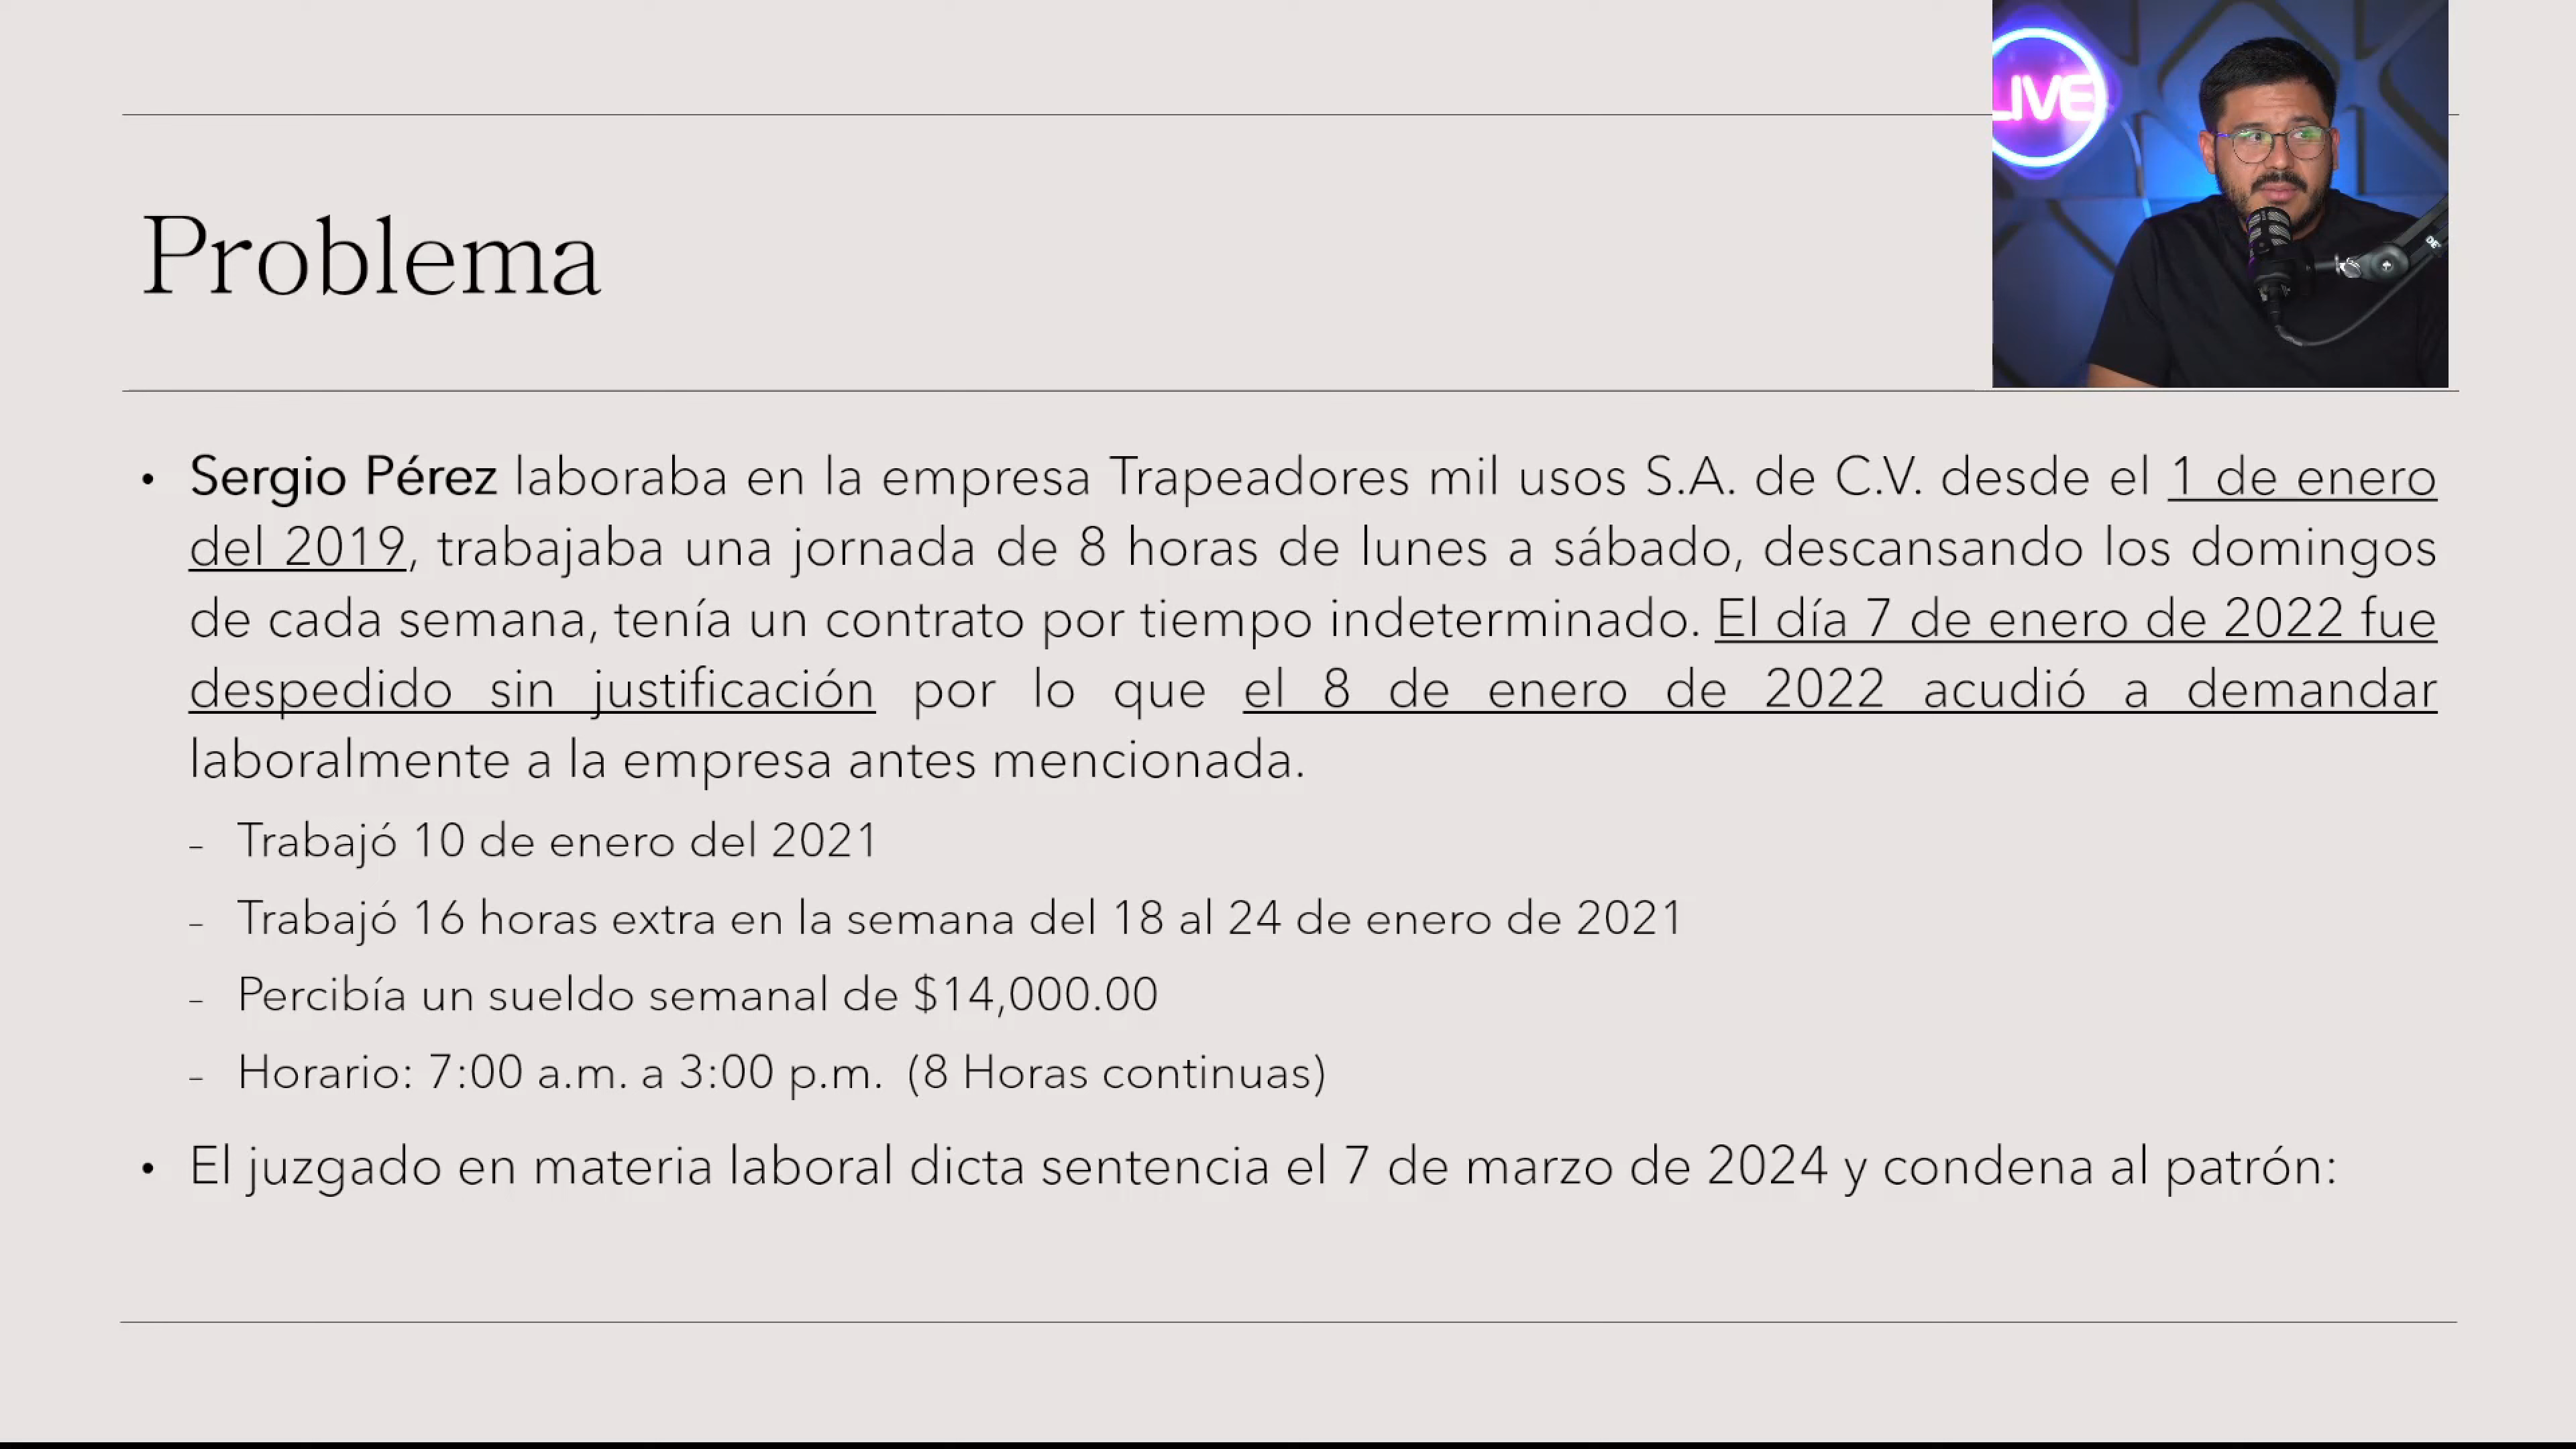 LIVE
Problema
• Sergio Pérez laboraba en la empresa Trapeadores mil usos S.A. de C.V. desde el 1 de enero
del 2019, trabajaba una jornada de 8 horas de lunes a sábado, descansando los domingos
de cada semana, tenía un contrato por tiempo indeterminado. El día 7 de enero de 2022 fue
despedido sin justificación por lo que el 8 de enero de 2022 acudió a demandar
laboralmente a la empresa antes mencionada.
- Trabajó 10 de enero del 2021
- Trabajó 16 horas extra en la semana del 18 al 24 de enero de 2021
- Percibía un sueldo semanal de $14,000.00
- Horario: 7:00 a.m. a 3:00 p.m. (8 Horas continuas)
• El juzgado en materia laboral dicta sentencia el 7 de marzo de 2024 y condena al patrón: